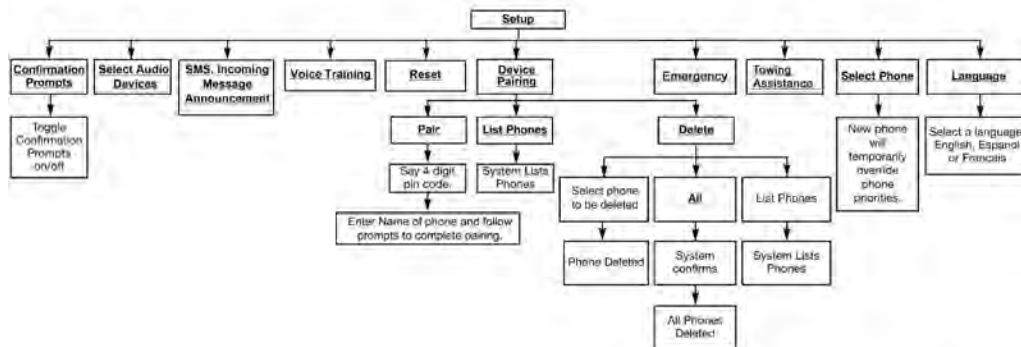 Setup
Confirmation
Prompts
Select Audio
Devices
SMS. Incoming
Message
Announcement
Voice Training
Reset
Device
Pairing
Emergency
Towing
Assistance
Select Phone
Language
Toggle
Confirmation
Prompts
on/off
Pair
List Phones
Delete
New phone
will
temporarily
override
phone
priorities.
Select a language
English, Espanol
or Francais
Say 4 digit
pin code.
System Lists
Phones
Select phone
to be deleted
All
List Phones
Enter Name of phone and follow
prompts to complete pairing.
Phone Deleted
System
confirms
System Lists
Phones
All Phones
Deleted